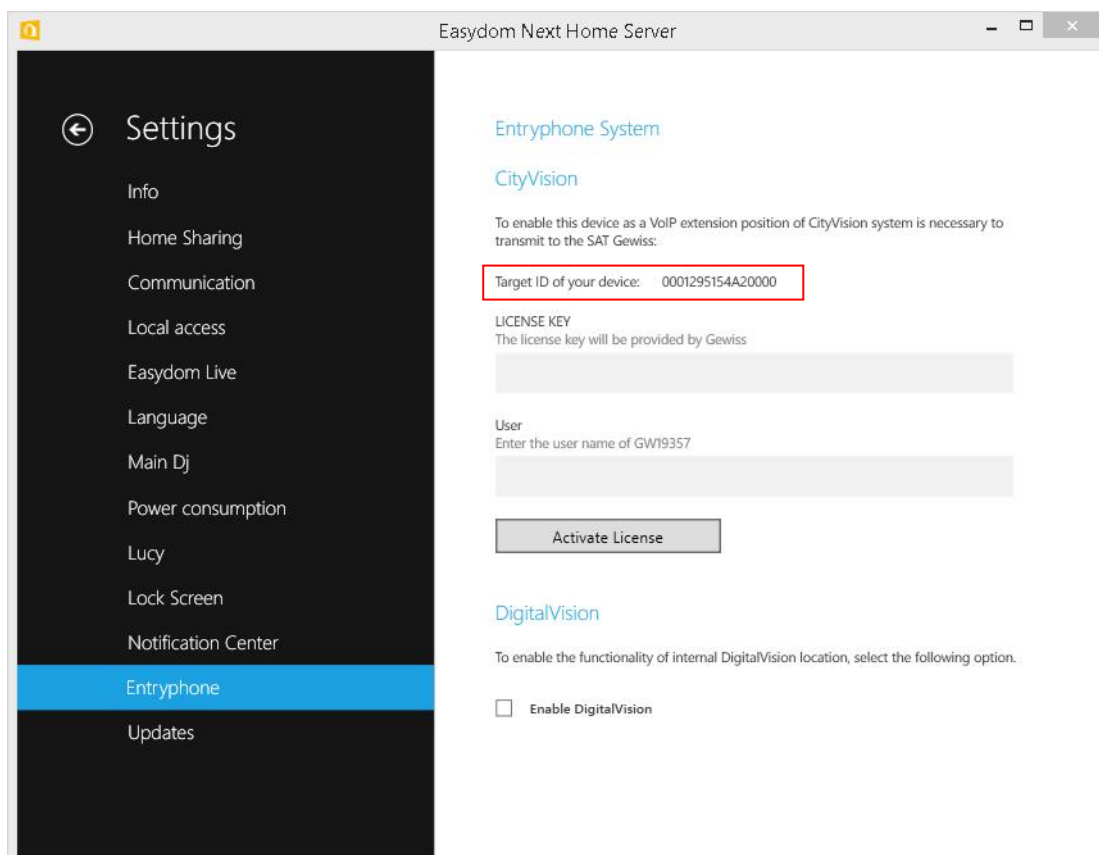 Easydom Next Home Server
Settings
Info
Home Sharing
Communication
Local access
Easydom Live
Language
Main Dj
Power consumption
Lucy
Lock Screen
Notification Center
Entryphone
Updates
Entryphone System
CityVision
To enable this device as a VoIP extension position of CityVision system is necessary to
transmit to the SAT Gewiss:
Target ID of your device: 0001295154A20000
LICENSE KEY
The license key will be provided by Gewiss
User
Enter the user name of GW19357
Activate License
DigitalVision
To enable the functionality of internal DigitalVision location, select the following option.
Enable DigitalVision